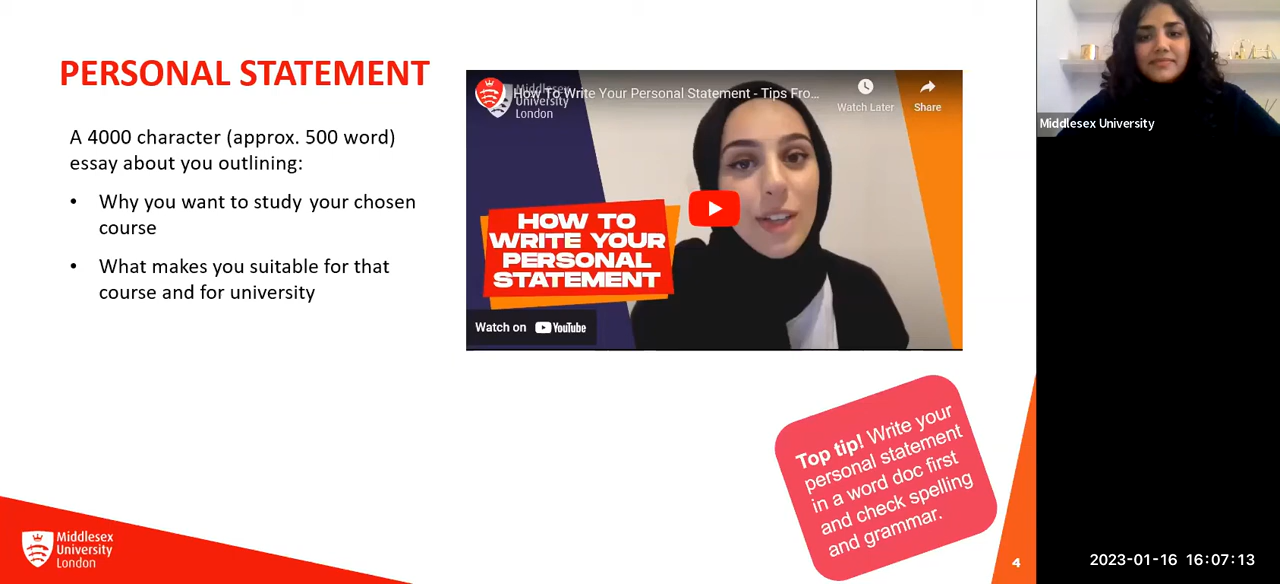 PERSONAL STATEMENT
A 4000 character (approx. 500 word)
essay about you outlining:
• Why you want to study your chosen
course
• What makes you suitable for that
course and for university
Middlesex
University
London
How To Write Your Personal Statement - Tips Fro...
Watch Later
Share
HOW TO
WRITE YOUR
PERSONAL
STATEMENT
Watch on YouTube
Top tip! Write your
personal statement
in a word doc first
and check spelling
and grammar.
Middlesex
University
London
4
Middlesex University
2023-01-16 16:07:13